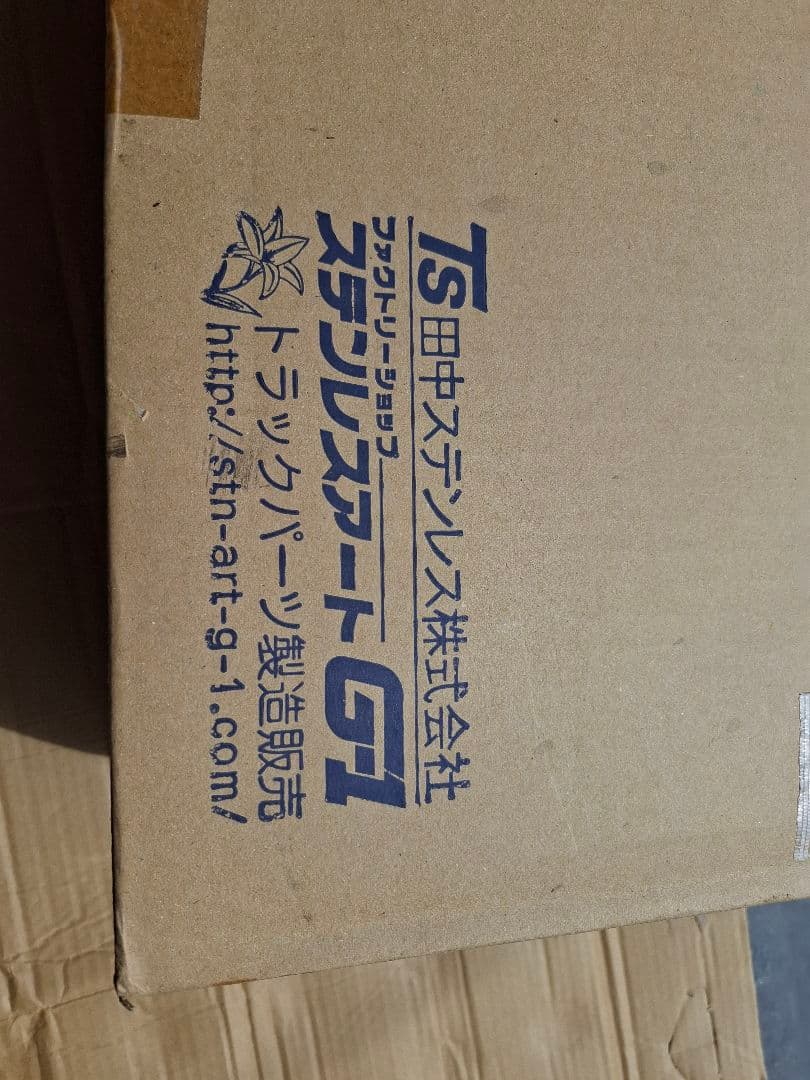 TS田中ステンレス株式会社
ファクトリーショップ
ステンレスアートG1
トラックパーツ製造販売
http://stn-art-g-1.com/